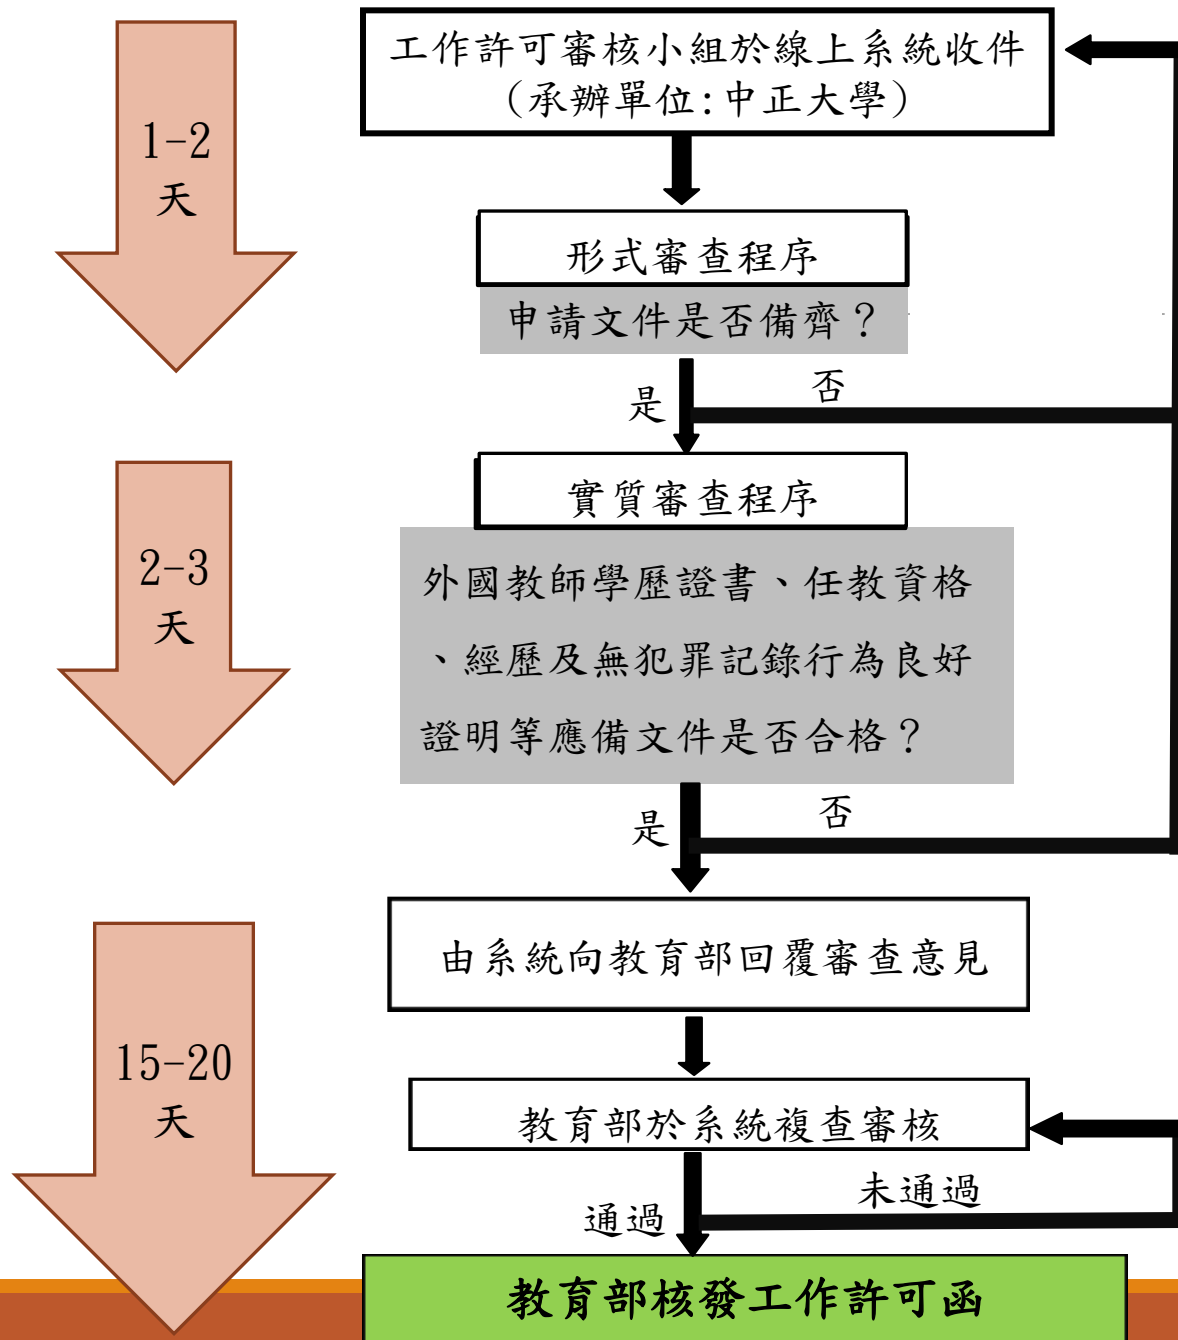 工作許可審核小組於線上系統收件
(承辦單位:中正大學)
1-2
天
形式審查程序
申請文件是否備齊？
是
否
實質審查程序
2-3
天
外國教師學歷證書、任教資格
、經歷及無犯罪記錄行為良好
證明等應備文件是否合格？
是
否
由系統向教育部回覆審查意見
15-20
天
教育部於系統複查審核
通過
未通過
教育部核發工作許可函